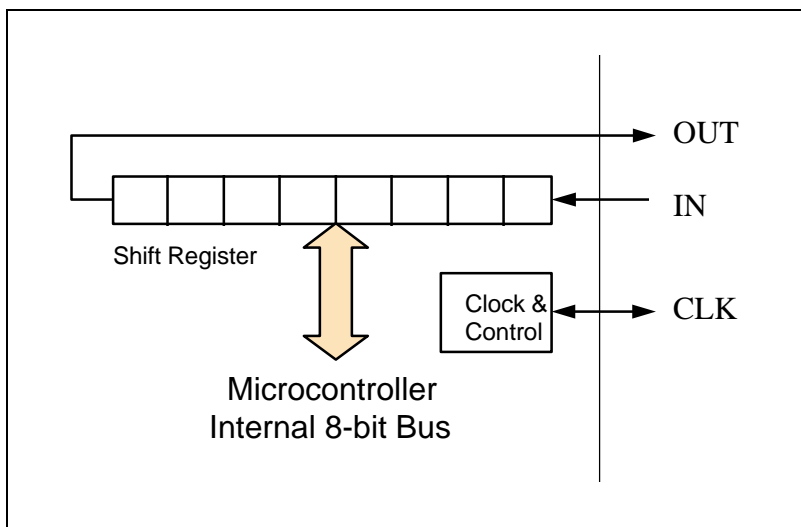 OUT
IN
Shift Register
Clock &
Control
CLK
Microcontroller
Internal 8-bit Bus